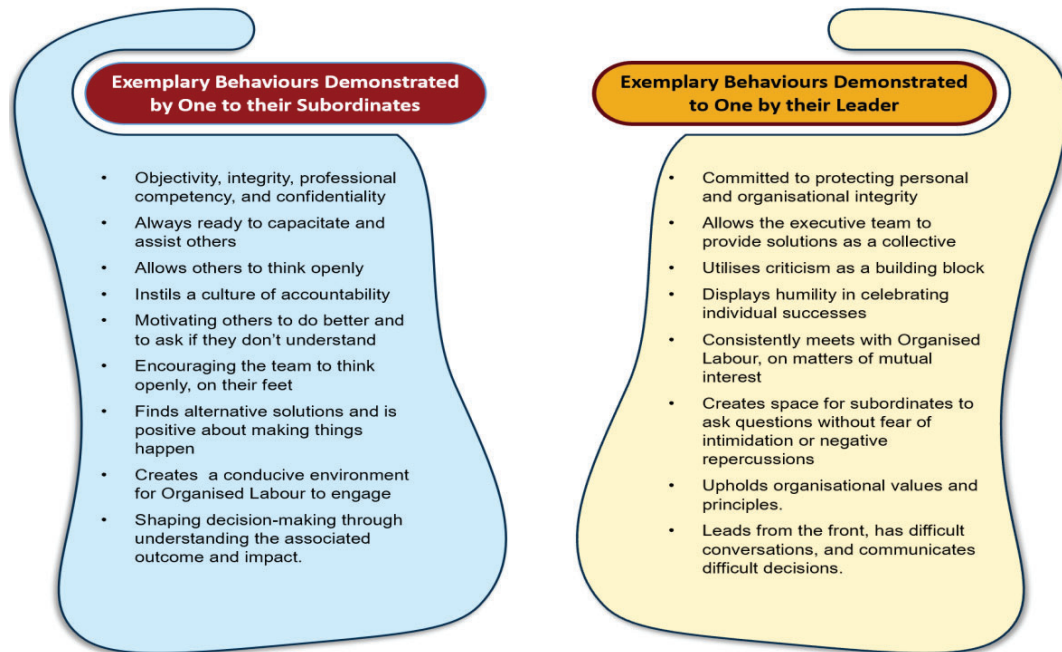 Exemplary Behaviours Demonstrated
by One to their Subordinates
• Objectivity, integrity, professional
competency, and confidentiality
• Always ready to capacitate and
assist others
• Allows others to think openly
• Instils a culture of accountability
• Motivating others to do better and
to ask if they don’t understand
• Encouraging the team to think
openly, on their feet
• Finds alternative solutions and is
positive about making things
happen
• Creates a conducive environment
for Organised Labour to engage
• Shaping decision-making through
understanding the associated
outcome and impact.
Exemplary Behaviours Demonstrated
to One by their Leader
• Committed to protecting personal
and organisational integrity
• Allows the executive team to
provide solutions as a collective
• Utilises criticism as a building block
• Displays humility in celebrating
individual successes
• Consistently meets with Organised
Labour, on matters of mutual
interest
• Creates space for subordinates to
ask questions without fear of
intimidation or negative
repercussions
• Upholds organisational values and
principles.
• Leads from the front, has difficult
conversations, and communicates
difficult decisions.